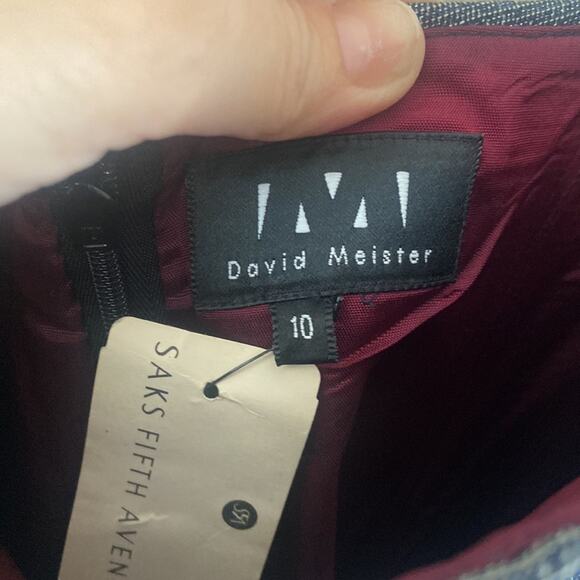 David Meister
10
SAKS FIFTH AVEN